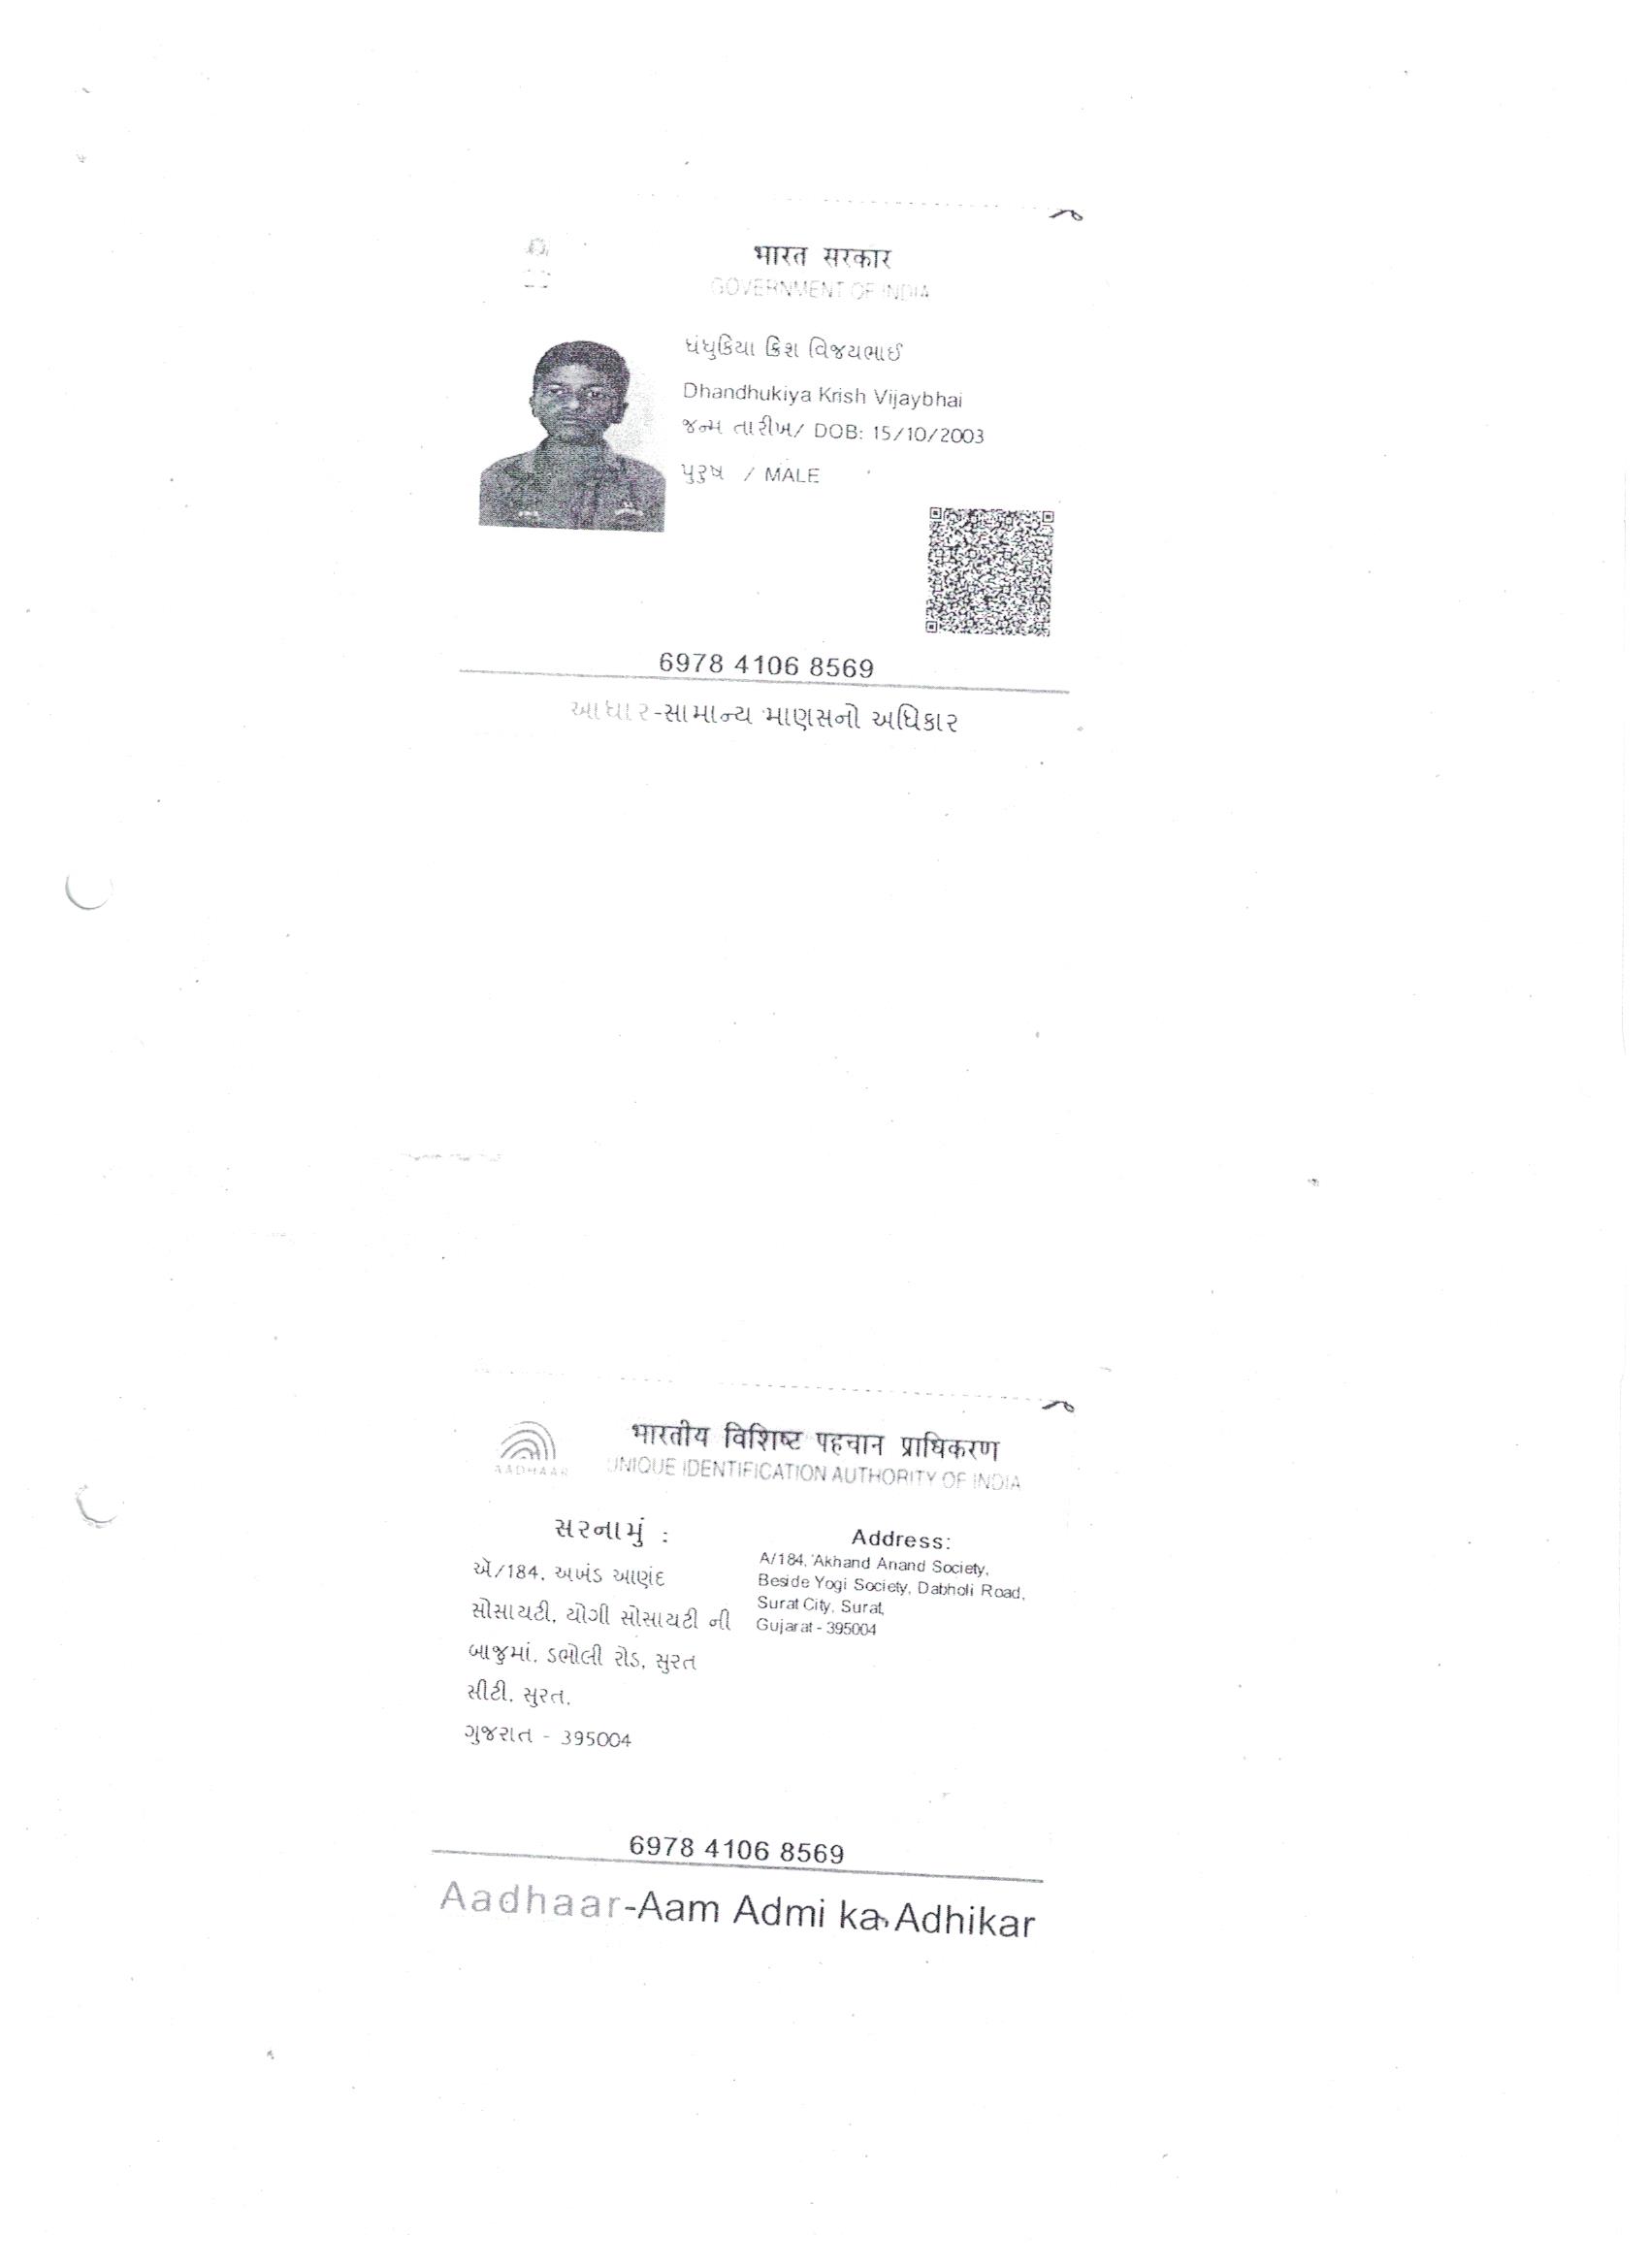 भारत सरकार
GOVERNMENT OF INDIA
ધંધુકિયા ક્રિશ વિજયભાઈ
Dhandhukiya Krish Vijaybhai
જન્મ તારીખ/ DOB: 15/10/2003
પુરુષ / MALE
6978 4106 8569
આધાર-સામાન્ય માણસનો અધિકાર
भारतीय विशिष्ट पहचान प्राधिकरण
AADHAAR
UNIQUE IDENTIFICATION AUTHORITY OF INDIA
સરનામું :
એ/184, અખંડ આણંદ
સોસાયટી, યોગી સોસાયટી ની
બાજુમાં, ડભોલી રોડ, સુરત
સીટી, સુરત,
ગુજરાત - 395004
Address:
A/184, Akhand Anand Society,
Beside Yogi Society, Dabholi Road,
Surat City, Surat,
Gujarat - 395004
6978 4106 8569
Aadhaar-Aam Admi ka Adhikar